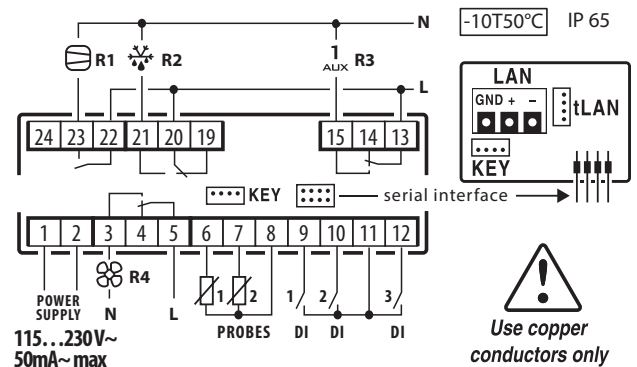 N
-10T50°C IP 65
R1 R2 1 AUX R3
L
LAN
GND + -
tLAN
KEY
24 23 22 21 20 19 15 14 13
KEY serial interface
1 2 3 4 5 6 7 8 9 10 11 12
R4 1 2 1 2 3
POWER
SUPPLY
N L PROBES DI DI DI
115...230 V~
50mA~ max
!
Use copper
conductors only